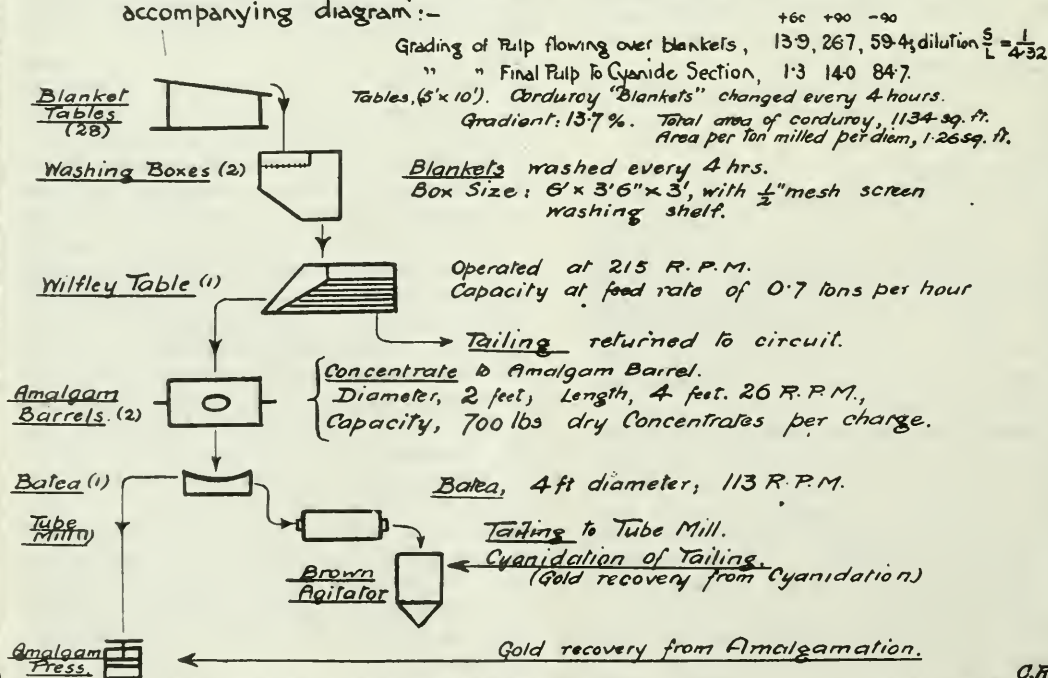 accompanying diagram:-
+60 +90 -90
Grading of Pulp flowing over blankets, 13·9, 26·7, 59·4; dilution S/L = 1/4·32
" " Final Pulp to Cyanide Section, 1·3 14·0 84·7.
Blanket Tables (28)
Tables, (5' x 10'). Corduroy "Blankets" changed every 4 hours.
Gradient: 13·7%. Total area of corduroy, 1134 sq. ft.
Area per ton milled per diem, 1·26 sq. ft.
Washing Boxes (2)
Blankets washed every 4 hrs.
Box Size: 6' x 3'6" x 3', with 1/2" mesh screen
washing shelf.
Wilfley Table (1)
Operated at 215 R.P.M.
Capacity at feed rate of 0·7 tons per hour
Tailing returned to circuit.
Amalgam
Barrels. (2)
Concentrate to Amalgam Barrel.
Diameter, 2 feet; Length, 4 feet. 26 R.P.M.,
Capacity, 700 lbs dry Concentrates per charge.
Batea (1)
Batea, 4 ft diameter; 113 R.P.M.
Tube
Mill (1)
Tailing to Tube Mill.
Brown
Agitator
Cyanidation of Tailing.
(Gold recovery from Cyanidation)
Amalgam
Press.
Gold recovery from Amalgamation.